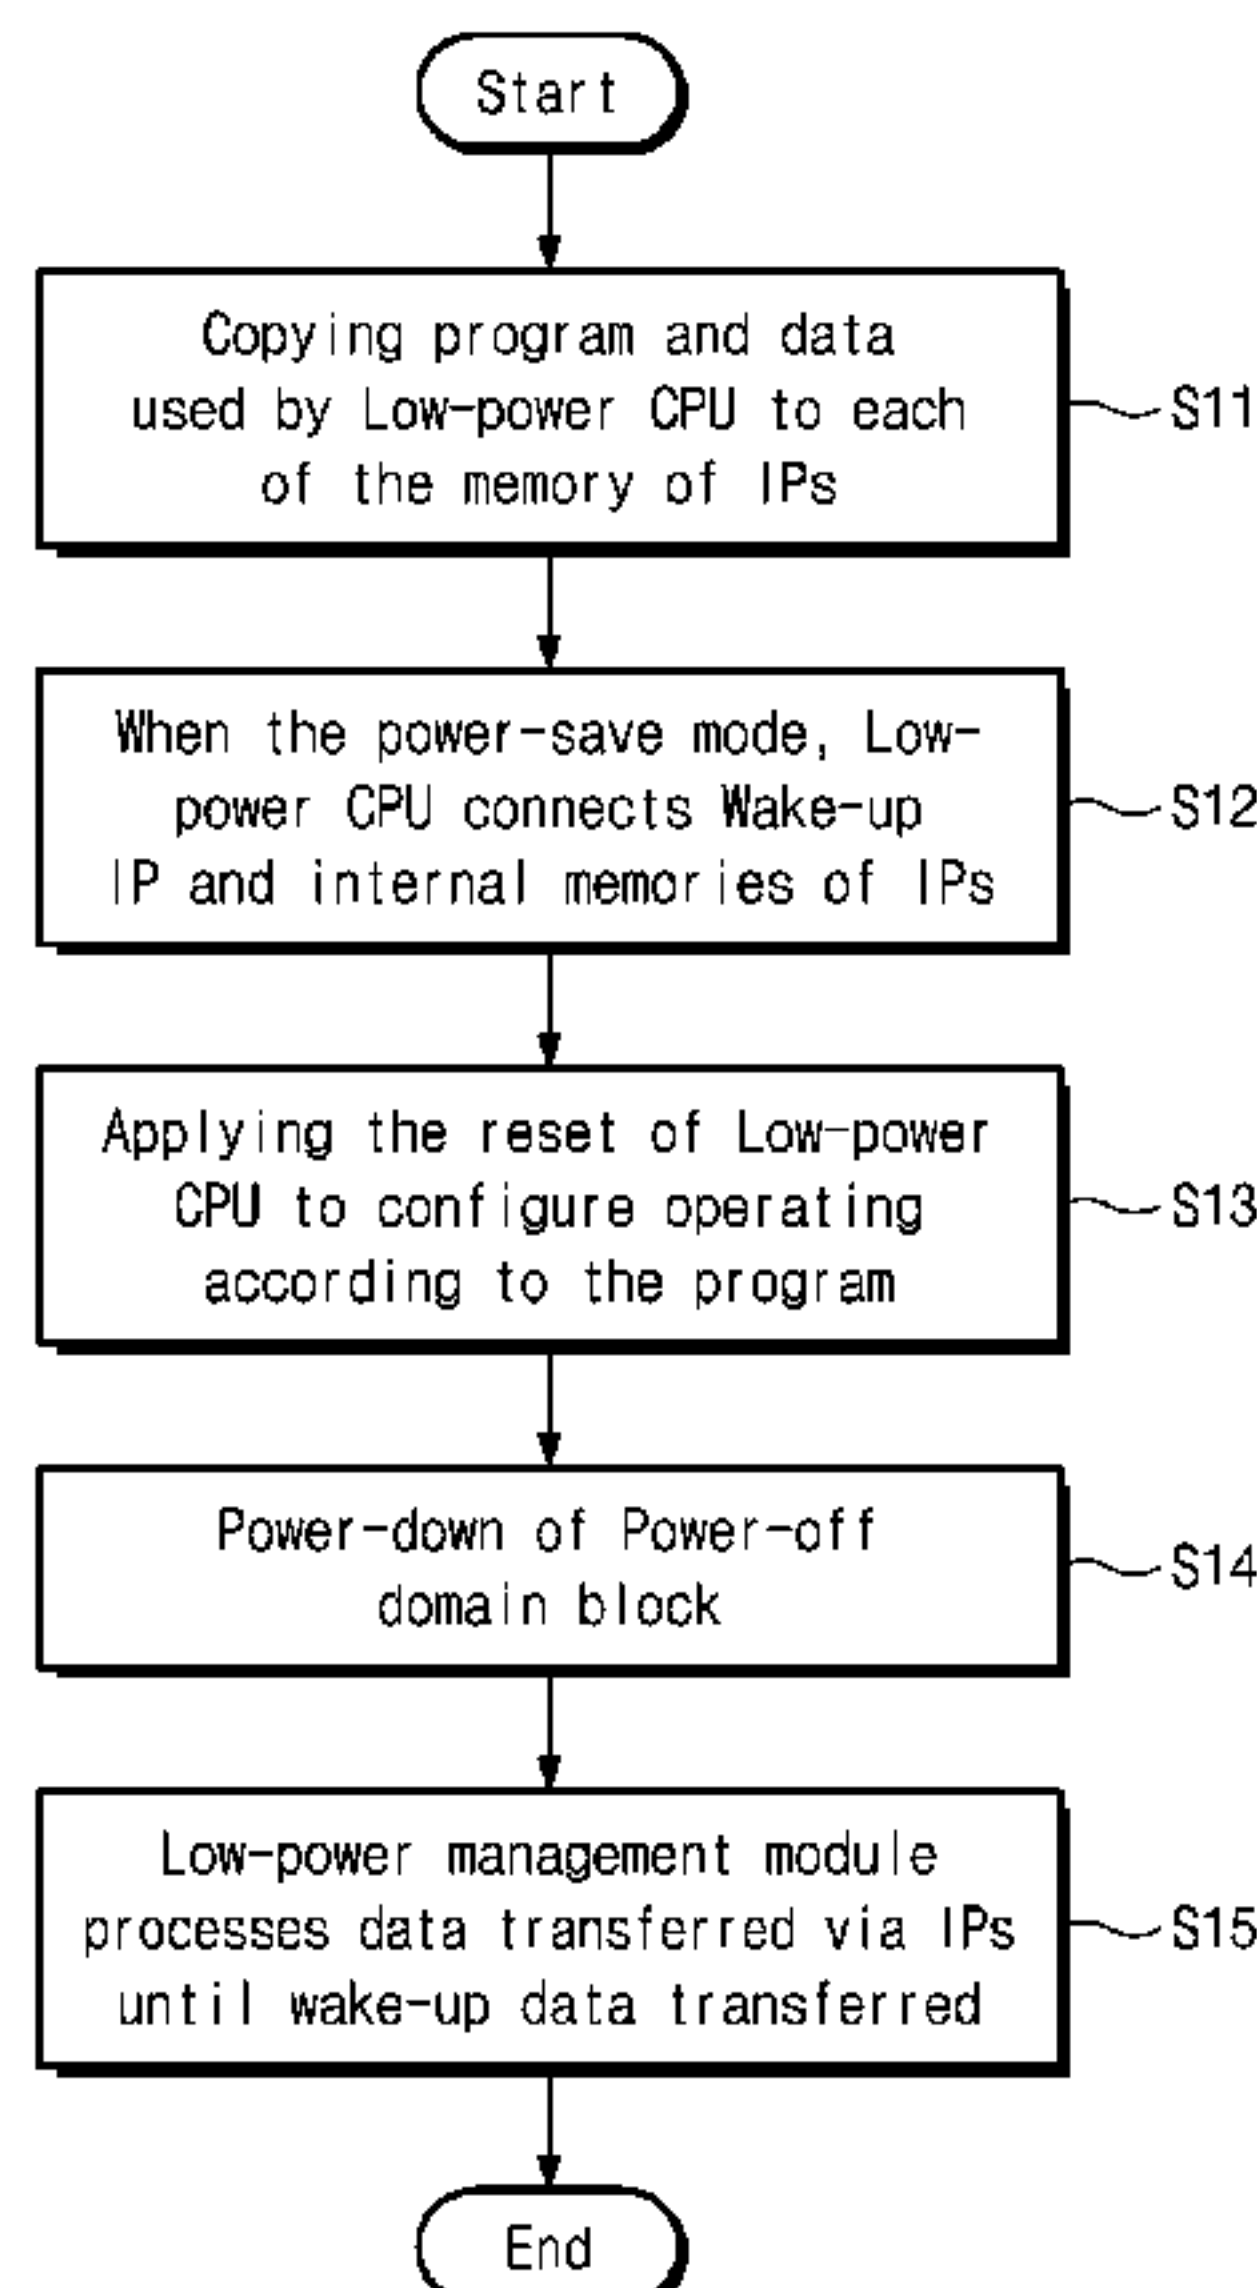 Start
Copying program and data
used by Low-power CPU to each
of the memory of IPs
S11
When the power-save mode, Low-
power CPU connects Wake-up
IP and internal memories of IPs
S12
Applying the reset of Low-power
CPU to configure operating
according to the program
S13
Power-down of Power-off
domain block
S14
Low-power management module
processes data transferred via IPs
until wake-up data transferred
S15
End